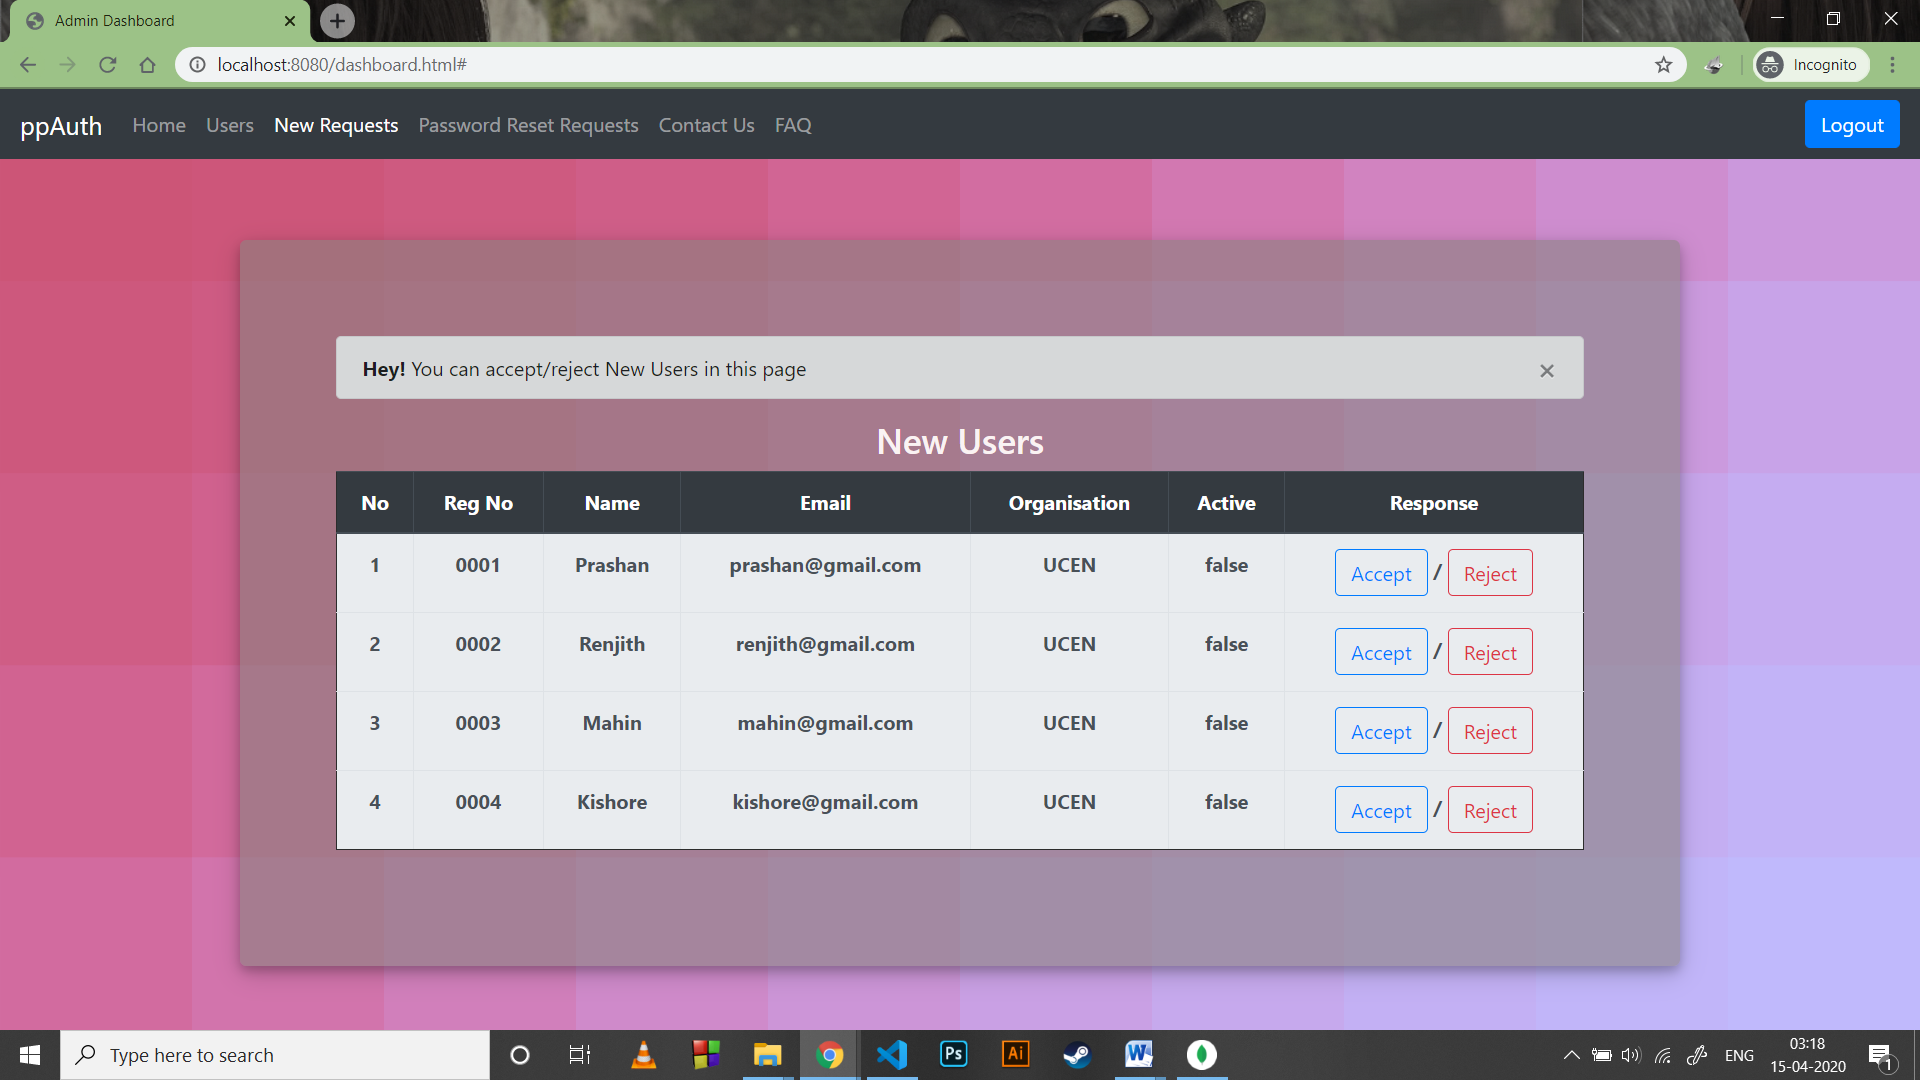 Admin Dashboard
localhost:8080/dashboard.html#
Incognito
ppAuth Home Users New Requests Password Reset Requests Contact Us FAQ Logout
Hey! You can accept/reject New Users in this page ×
New Users
No Reg No Name Email Organisation Active Response
1 0001 Prashan prashan@gmail.com UCEN false Accept / Reject
2 0002 Renjith renjith@gmail.com UCEN false Accept / Reject
3 0003 Mahin mahin@gmail.com UCEN false Accept / Reject
4 0004 Kishore kishore@gmail.com UCEN false Accept / Reject
Type here to search
Ps
Ai
W
ENG
03:18
15-04-2020
1